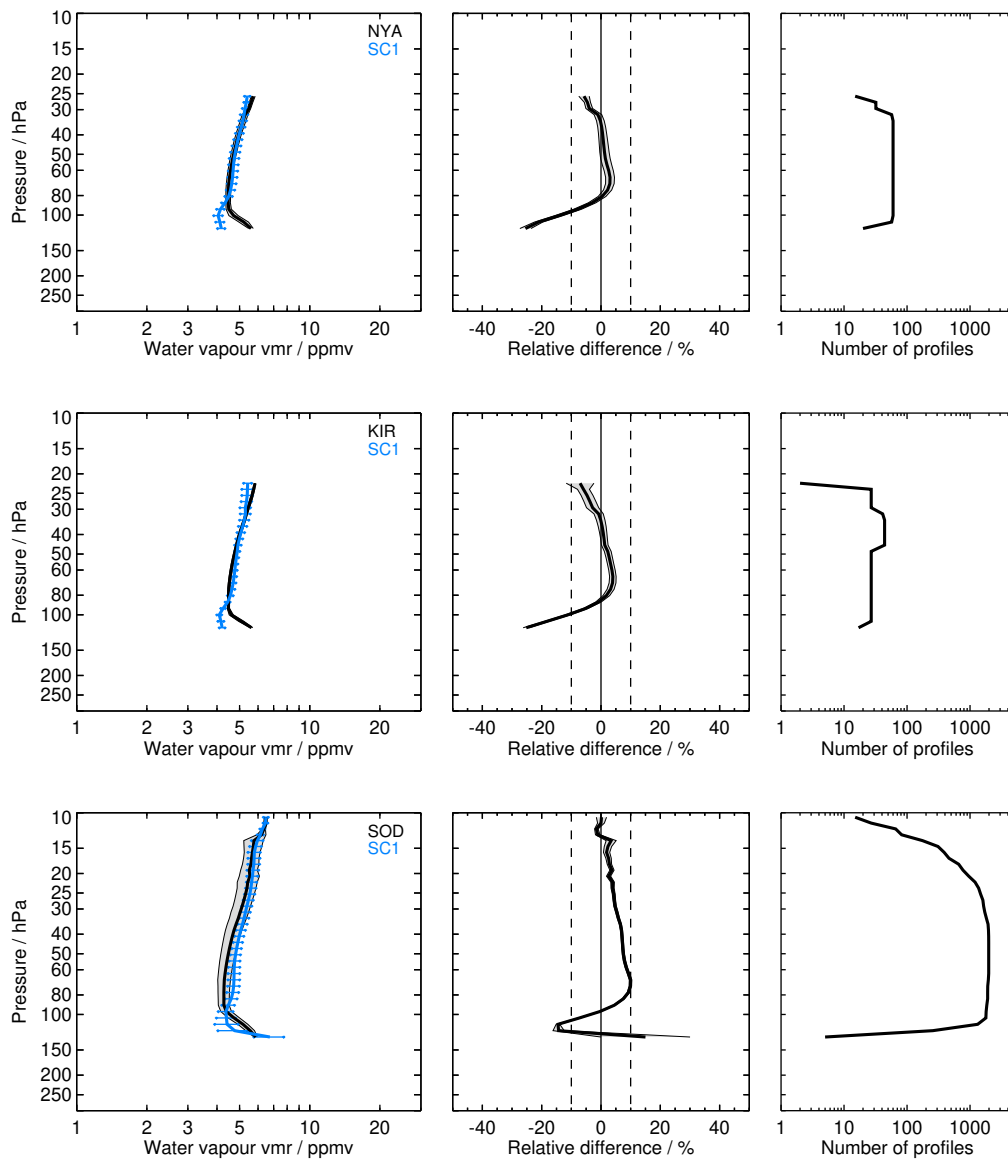 NYA
SC1
10
15
20
25
30
40
50
60
80
100
150
200
250
Pressure / hPa
1 2 3 5 10 20
Water vapour vmr / ppmv
-40 -20 0 20 40
Relative difference / %
1 10 100 1000
Number of profiles
KIR
SC1
10
15
20
25
30
40
50
60
80
100
150
200
250
Pressure / hPa
1 2 3 5 10 20
Water vapour vmr / ppmv
-40 -20 0 20 40
Relative difference / %
1 10 100 1000
Number of profiles
SOD
SC1
10
15
20
25
30
40
50
60
80
100
150
200
250
Pressure / hPa
1 2 3 5 10 20
Water vapour vmr / ppmv
-40 -20 0 20 40
Relative difference / %
1 10 100 1000
Number of profiles